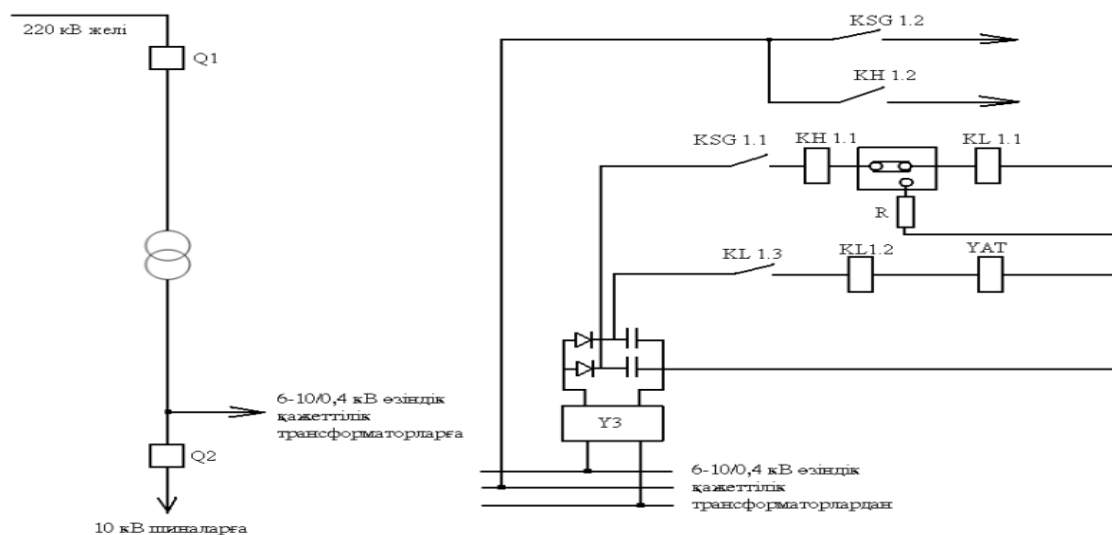 220 кВ желі
Q1
6-10/0,4 кВ өзіндік
қажеттілік
трансформаторларға
Q2
10 кВ шиналарға
KSG 1.2
KH 1.2
KSG 1.1
KH 1.1
KL 1.1
R
KL 1.3
KL1.2
YAT
УЗ
6-10/0,4 кВ өзіндік
қажеттілік
трансформаторлардан